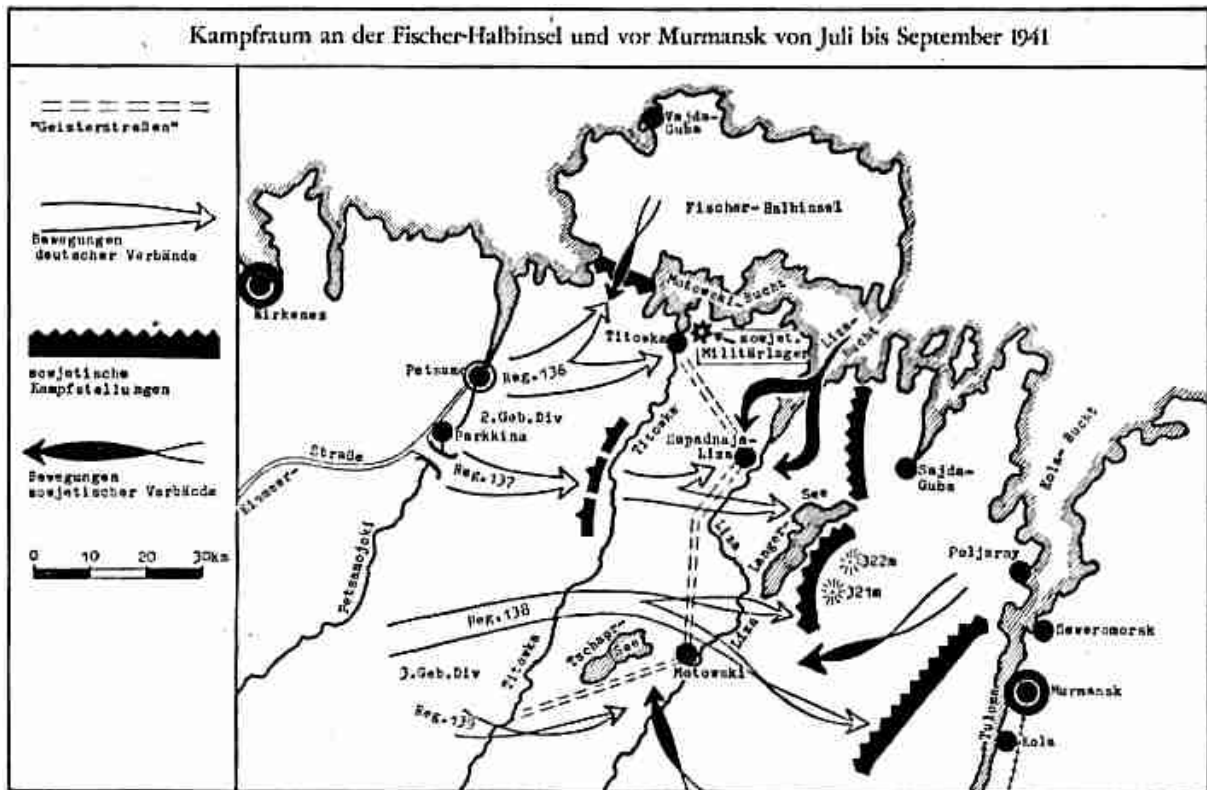 Kampfraum an der Fischer-Halbinsel und vor Murmansk von Juli bis September 1941
"Geisterstraßen"
Bewegungen
deutscher Verbände
sowjetische
Kampfstellungen
Bewegungen
sowjetischer Verbände
0 10 20 30km
Vajda-
Guba
Fischer-Halbinsel
Kirkenes
Motowski-Bucht
Titowka
sowjet.
Militärlager
Liza-
Bucht
Petsamo
Reg.136
2.Geb.Div
Parkkina
Eismeer-
Straße
Reg.137
Titowka
Sapadnaja-
Liza
Sajda-
Guba
Kola-Bucht
Petsamojoki
Liza
Langer-
See
322m
321m
Poljarny
Reg.138
Liza
Seweromorsk
Tschapr-
See
3.Geb.Div
Titowka
Motowski
Murmansk
Reg.139
Tuloma
Kola